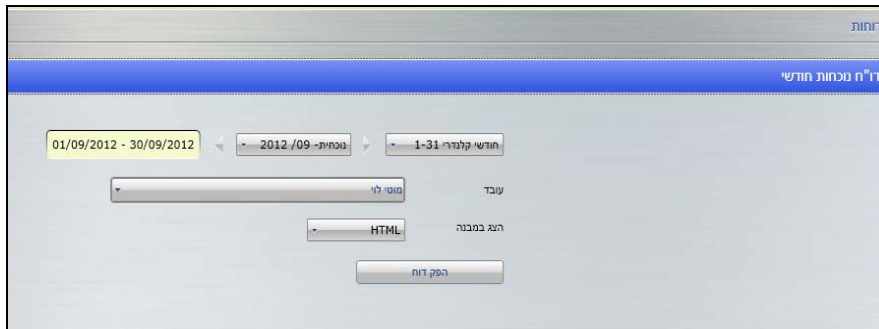 דוחות
דו"ח נוכחות חודשי
חודשי קלנדרי 1-31 נוכחית- 09/ 2012 01/09/2012 - 30/09/2012
עובד מוטי לוי
הצג במבנה HTML
הפק דוח